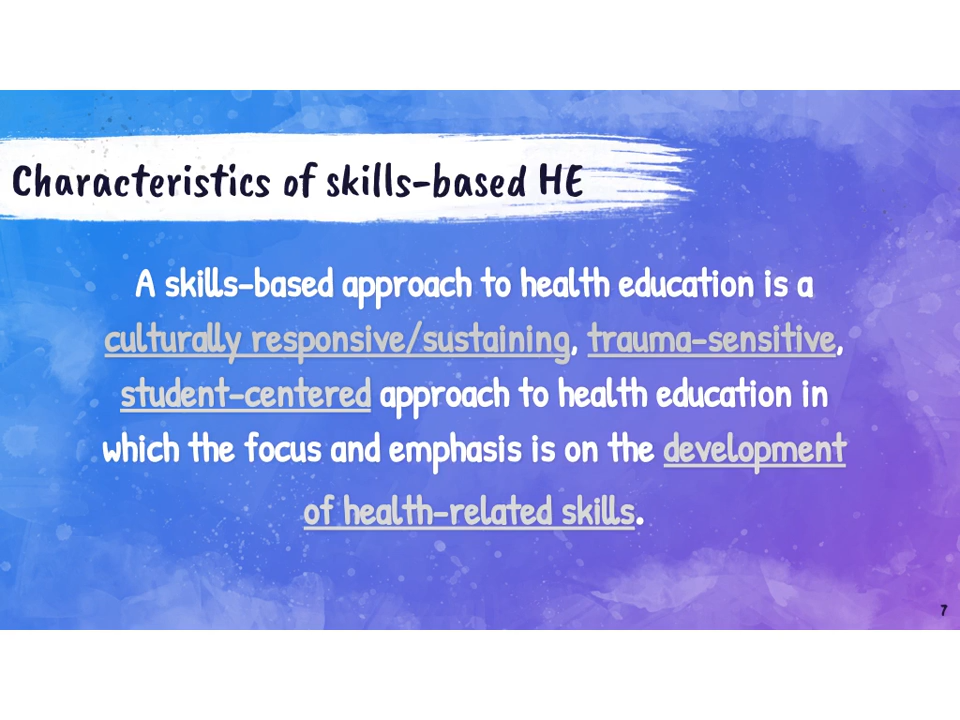 Characteristics of skills-based HE
A skills-based approach to health education is a
culturally responsive/sustaining, trauma-sensitive,
student-centered approach to health education in
which the focus and emphasis is on the development
of health-related skills.
7